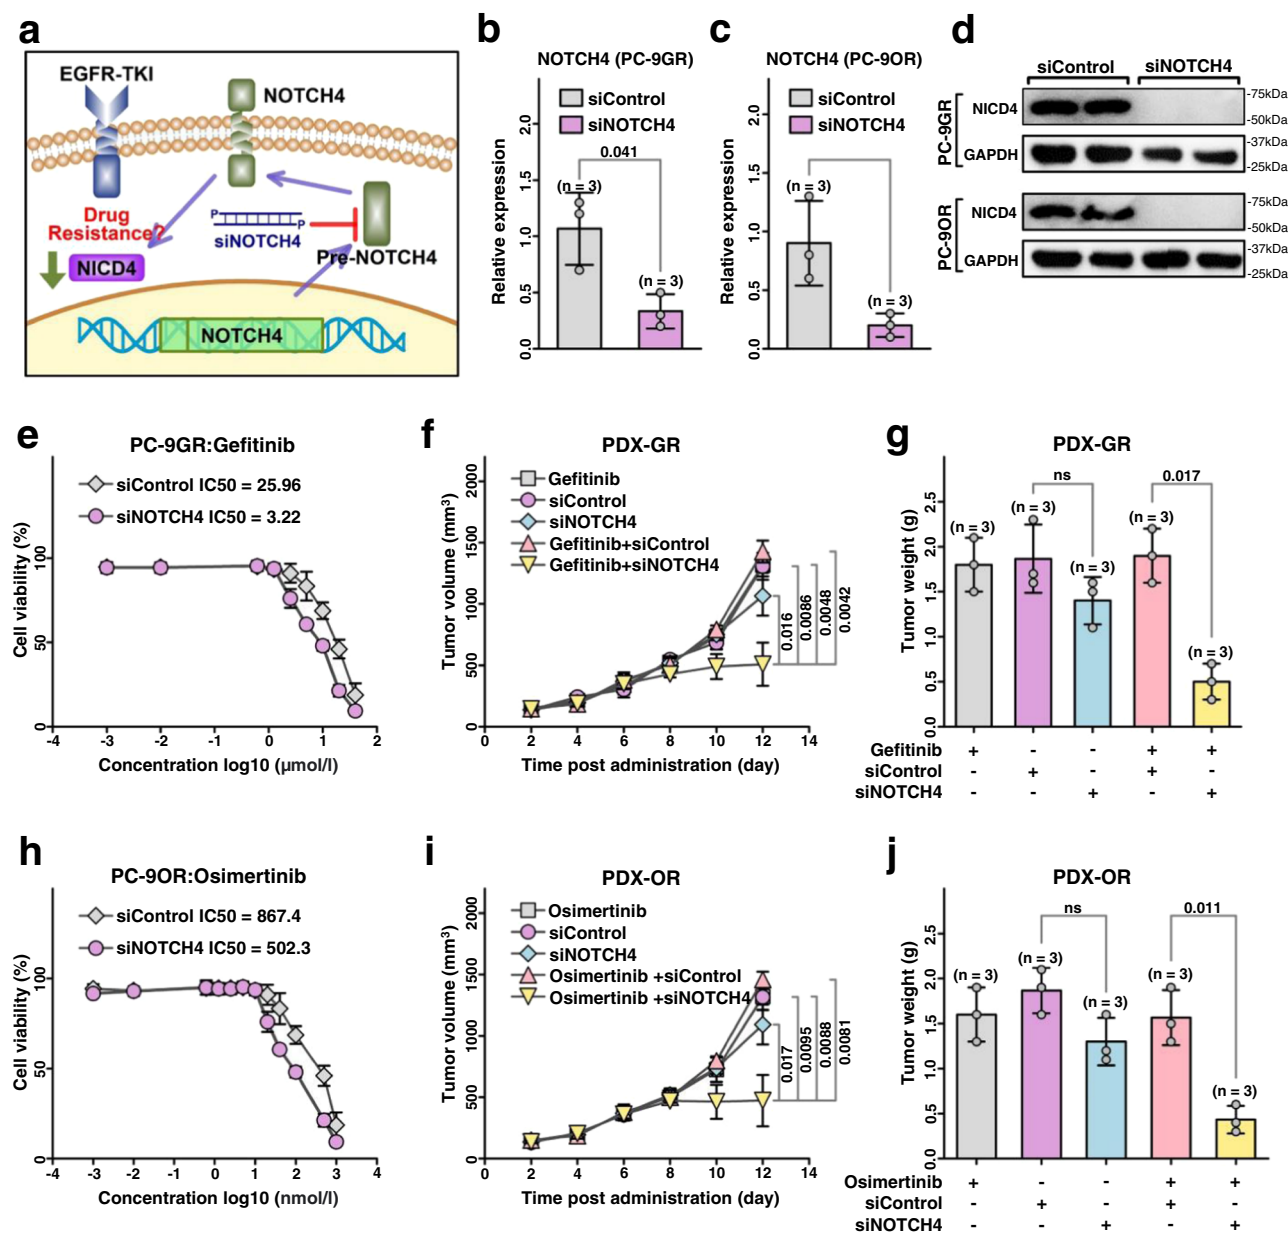 a
EGFR-TKI
NOTCH4
Drug
Resistance?
P
P
siNOTCH4
Pre-NOTCH4
NICD4
NOTCH4
b
NOTCH4 (PC-9GR)
siControl
siNOTCH4
Relative expression
2.0
1.5
1.0
0.5
0.0
0.041
(n = 3)
(n = 3)
c
NOTCH4 (PC-9OR)
siControl
siNOTCH4
Relative expression
2.0
1.5
1.0
0.5
0.0
(n = 3)
(n = 3)
d
siControl
siNOTCH4
PC-9GR
NICD4
-75kDa
-50kDa
GAPDH
-37kDa
-25kDa
PC-9OR
NICD4
-75kDa
-50kDa
GAPDH
-37kDa
-25kDa
e
PC-9GR:Gefitinib
siControl IC50 = 25.96
siNOTCH4 IC50 = 3.22
Cell viability (%)
100
50
0
-4 -3 -2 -1 0 1 2
Concentration log10 (μmol/l)
f
PDX-GR
Gefitinib
siControl
siNOTCH4
Gefitinib+siControl
Gefitinib+siNOTCH4
Tumor volume (mm³)
2000
1500
1000
500
0
0.016
0.0086
0.0048
0.0042
0 2 4 6 8 10 12 14
Time post administration (day)
g
PDX-GR
Tumor weight (g)
2.5
2.0
1.5
1.0
0.5
0.0
ns
0.017
(n = 3)
(n = 3)
(n = 3)
(n = 3)
(n = 3)
Gefitinib + - - + +
siControl - + - + -
siNOTCH4 - - + - +
h
PC-9OR:Osimertinib
siControl IC50 = 867.4
siNOTCH4 IC50 = 502.3
Cell viability (%)
100
50
0
-4 -3 -2 -1 0 1 2 3 4
Concentration log10 (nmol/l)
i
PDX-OR
Osimertinib
siControl
siNOTCH4
Osimertinib +siControl
Osimertinib +siNOTCH4
Tumor volume (mm³)
2000
1500
1000
500
0
0.017
0.0095
0.0088
0.0081
0 2 4 6 8 10 12 14
Time post administration (day)
j
PDX-OR
Tumor weight (g)
2.5
2.0
1.5
1.0
0.5
0.0
ns
0.011
(n = 3)
(n = 3)
(n = 3)
(n = 3)
(n = 3)
Osimertinib + - - + +
siControl - + - + -
siNOTCH4 - - + - +